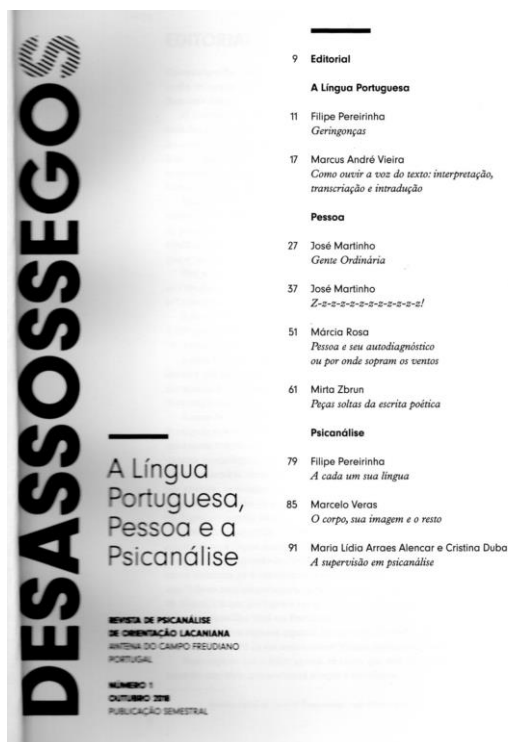 DESASSOSSEGOS
A Língua
Portuguesa,
Pessoa e a
Psicanálise
REVISTA DE PSICANÁLISE
DE ORIENTAÇÃO LACANIANA
ANTENA DO CAMPO FREUDIANO
PORTUGAL
NÚMERO 1
OUTUBRO 2018
PUBLICAÇÃO SEMESTRAL
9 Editorial
A Língua Portuguesa
11 Filipe Pereirinha
Geringonças
17 Marcus André Vieira
Como ouvir a voz do texto: interpretação,
transcriação e intradução
Pessoa
27 José Martinho
Gente Ordinária
37 José Martinho
Z-z-z-z-z-z-z-z-z-z-z-z!
51 Márcia Rosa
Pessoa e seu autodiagnóstico
ou por onde sopram os ventos
61 Mirta Zbrun
Peças soltas da escrita poética
Psicanálise
79 Filipe Pereirinha
A cada um sua língua
85 Marcelo Veras
O corpo, sua imagem e o resto
91 Maria Lídia Arraes Alencar e Cristina Duba
A supervisão em psicanálise